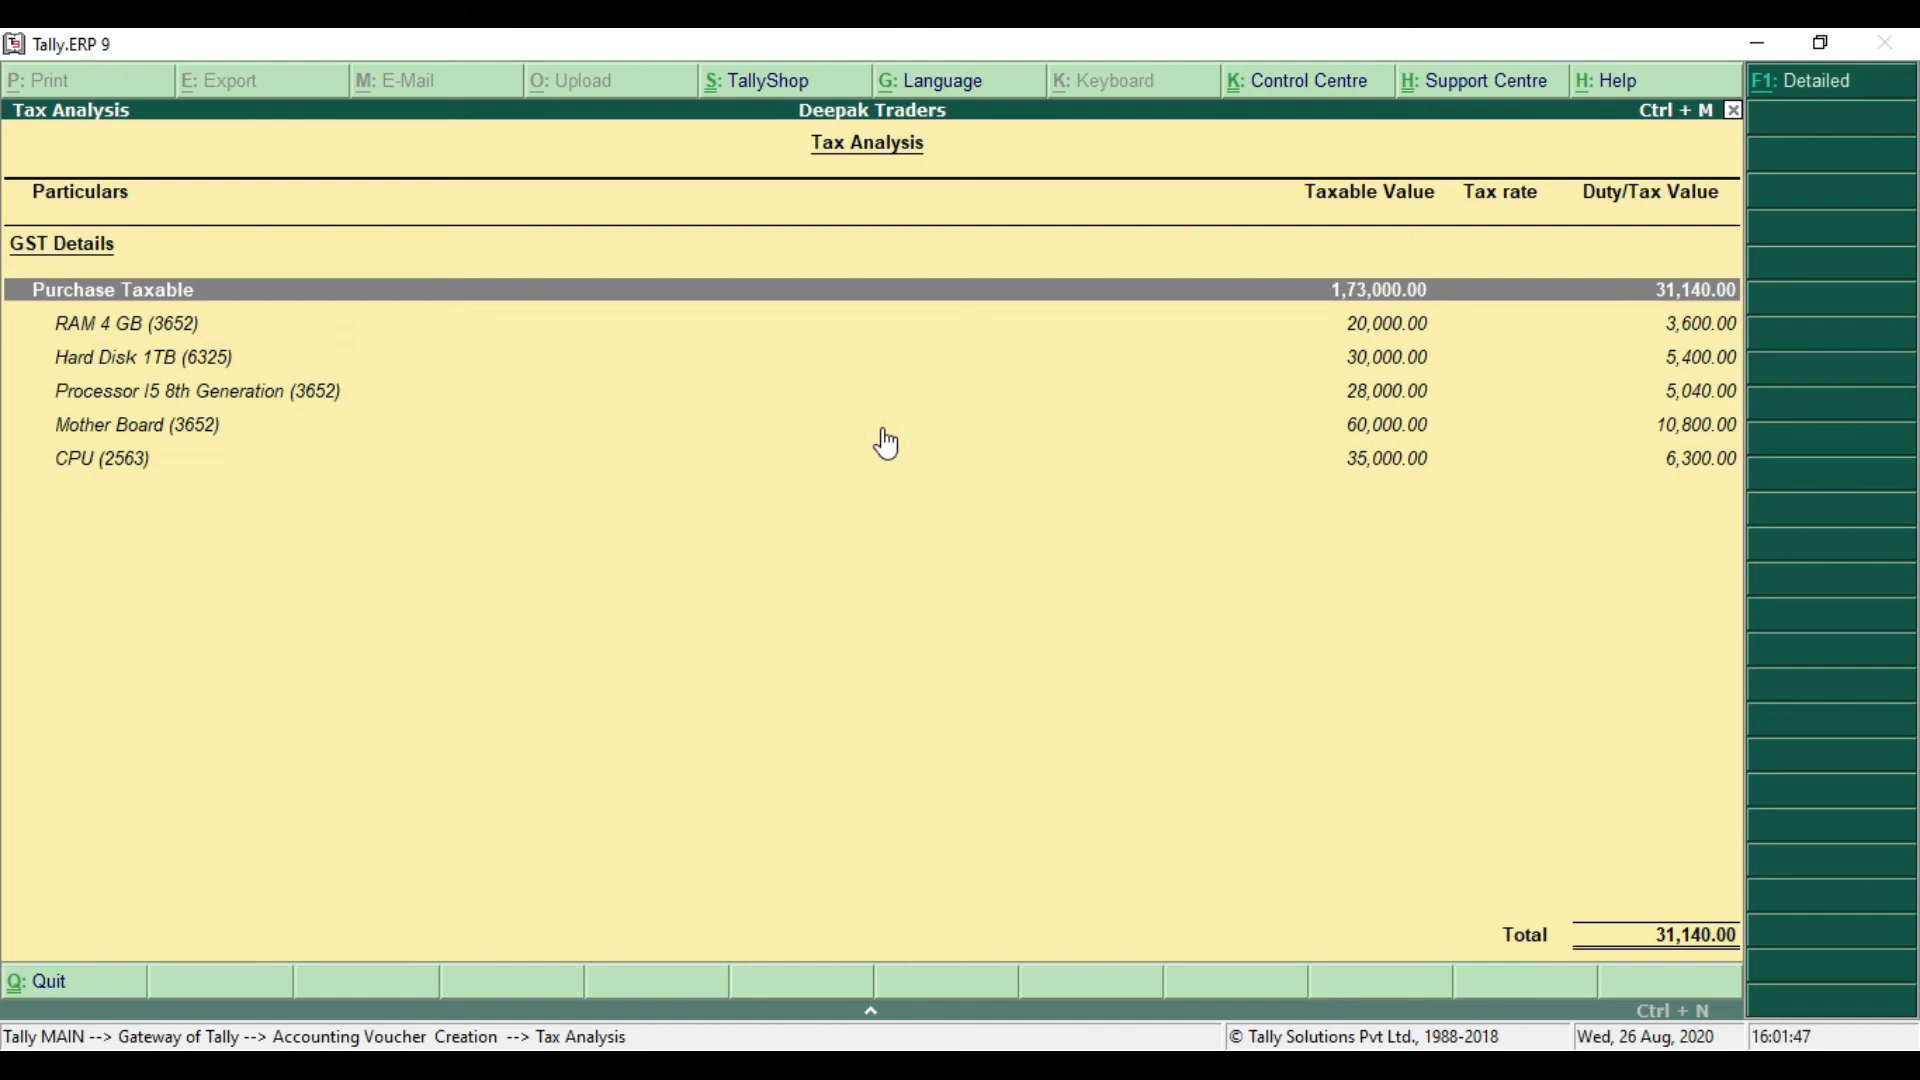 Tally.ERP 9
P: Print E: Export M: E-Mail O: Upload S: TallyShop G: Language K: Keyboard K: Control Centre H: Support Centre H: Help F1: Detailed
Tax Analysis Deepak Traders Ctrl + M
Tax Analysis
Particulars Taxable Value Tax rate Duty/Tax Value
GST Details
Purchase Taxable 1,73,000.00 31,140.00
RAM 4 GB (3652) 20,000.00 3,600.00
Hard Disk 1TB (6325) 30,000.00 5,400.00
Processor I5 8th Generation (3652) 28,000.00 5,040.00
Mother Board (3652) 60,000.00 10,800.00
CPU (2563) 35,000.00 6,300.00
Total 31,140.00
Q: Quit
Ctrl + N
Tally MAIN --> Gateway of Tally --> Accounting Voucher Creation --> Tax Analysis © Tally Solutions Pvt Ltd., 1988-2018 Wed, 26 Aug, 2020 16:01:47